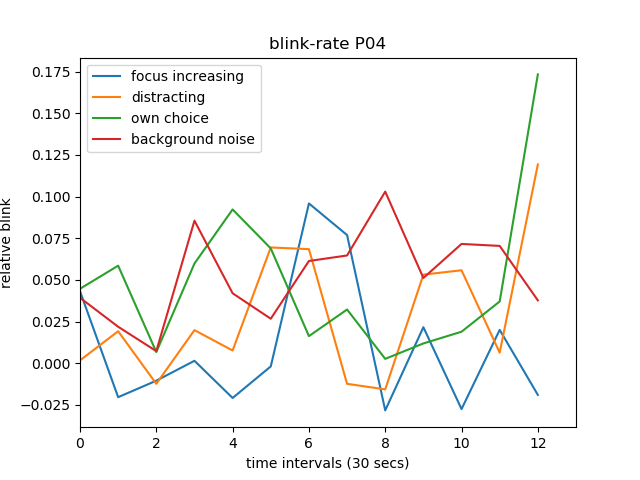 blink-rate P04
focus increasing
distracting
own choice
background noise
relative blink
0.175
0.150
0.125
0.100
0.075
0.050
0.025
0.000
−0.025
0 2 4 6 8 10 12
time intervals (30 secs)